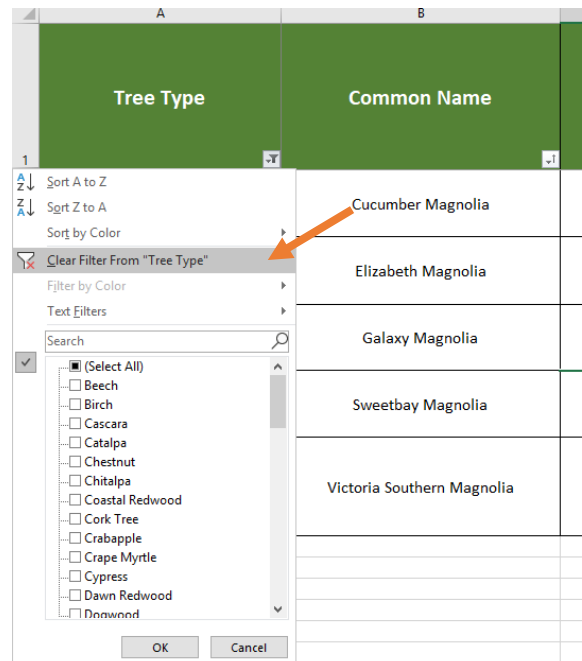 A B
Tree Type Common Name
1
Sort A to Z
Sort Z to A
Sort by Color
Clear Filter From "Tree Type"
Filter by Color
Text Filters
Search
(Select All)
Beech
Birch
Cascara
Catalpa
Chestnut
Chitalpa
Coastal Redwood
Cork Tree
Crabapple
Crape Myrtle
Cypress
Dawn Redwood
Dogwood
OK Cancel
Cucumber Magnolia
Elizabeth Magnolia
Galaxy Magnolia
Sweetbay Magnolia
Victoria Southern Magnolia